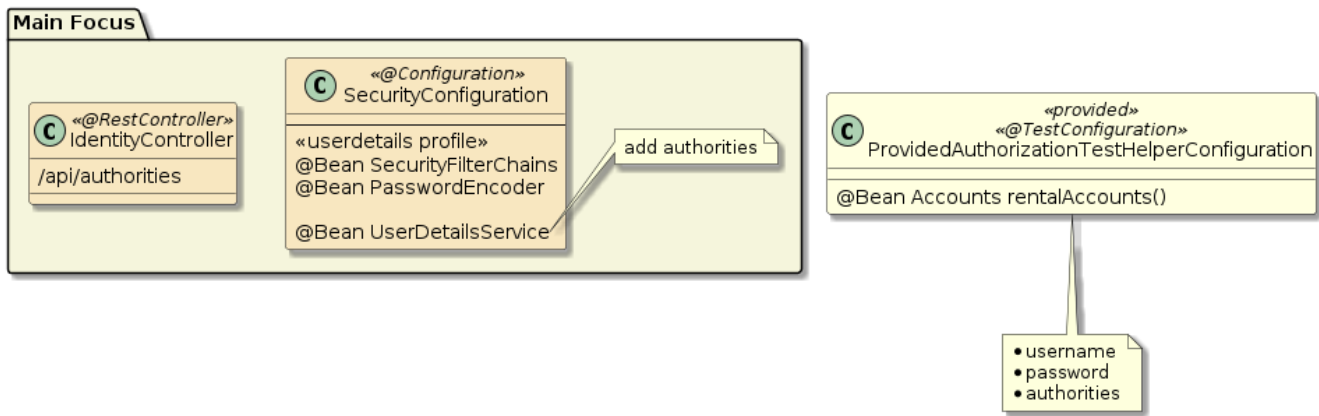 Main Focus
C
«@RestController»
IdentityController
/api/authorities
C
«@Configuration»
SecurityConfiguration
«userdetails profile»
@Bean SecurityFilterChains
@Bean PasswordEncoder
@Bean UserDetailsService
add authorities
C
«provided»
«@TestConfiguration»
ProvidedAuthorizationTestHelperConfiguration
@Bean Accounts rentalAccounts()
• username
• password
• authorities